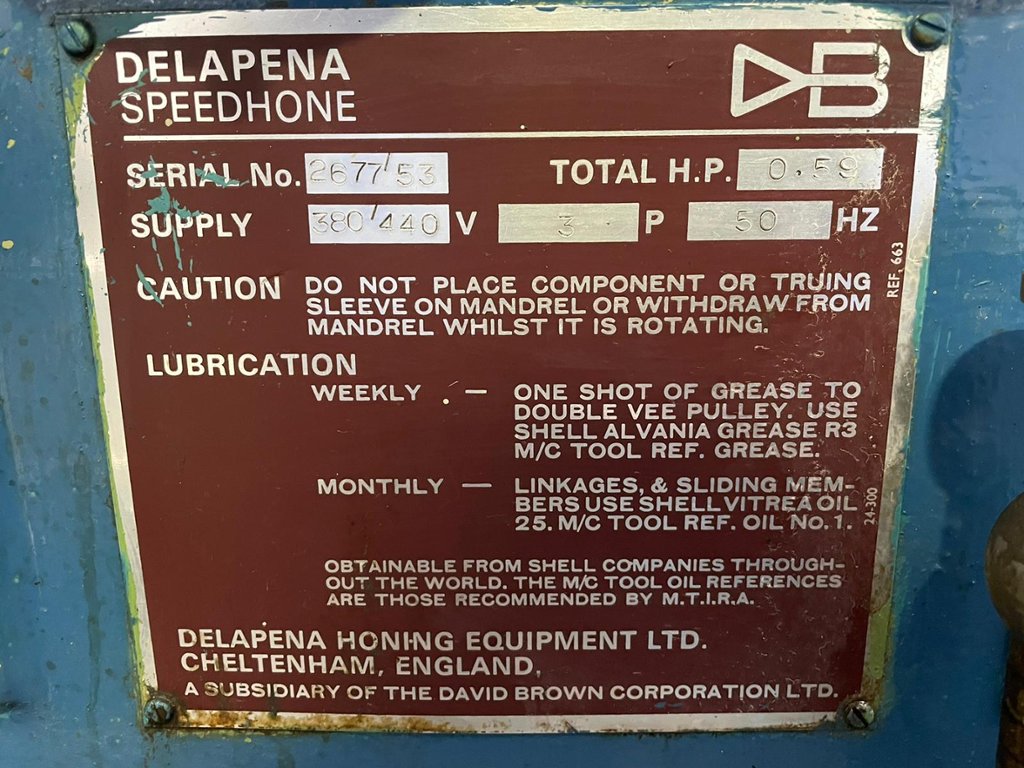 DELAPENA
SPEEDHONE
DB
SERIAL No. 2677/53 TOTAL H.P. 0.59
SUPPLY 380/440 V 3 P 50 HZ
REF. 663
CAUTION DO NOT PLACE COMPONENT OR TRUING
SLEEVE ON MANDREL OR WITHDRAW FROM
MANDREL WHILST IT IS ROTATING.
LUBRICATION
WEEKLY — ONE SHOT OF GREASE TO
DOUBLE VEE PULLEY. USE
SHELL ALVANIA GREASE R3
M/C TOOL REF. GREASE.
MONTHLY — LINKAGES, & SLIDING MEM-
BERS USE SHELL VITREA OIL
25. M/C TOOL REF. OIL No. 1.
24-300
OBTAINABLE FROM SHELL COMPANIES THROUGH-
OUT THE WORLD. THE M/C TOOL OIL REFERENCES
ARE THOSE RECOMMENDED BY M.T.I.R.A.
DELAPENA HONING EQUIPMENT LTD.
CHELTENHAM, ENGLAND.
A SUBSIDIARY OF THE DAVID BROWN CORPORATION LTD.